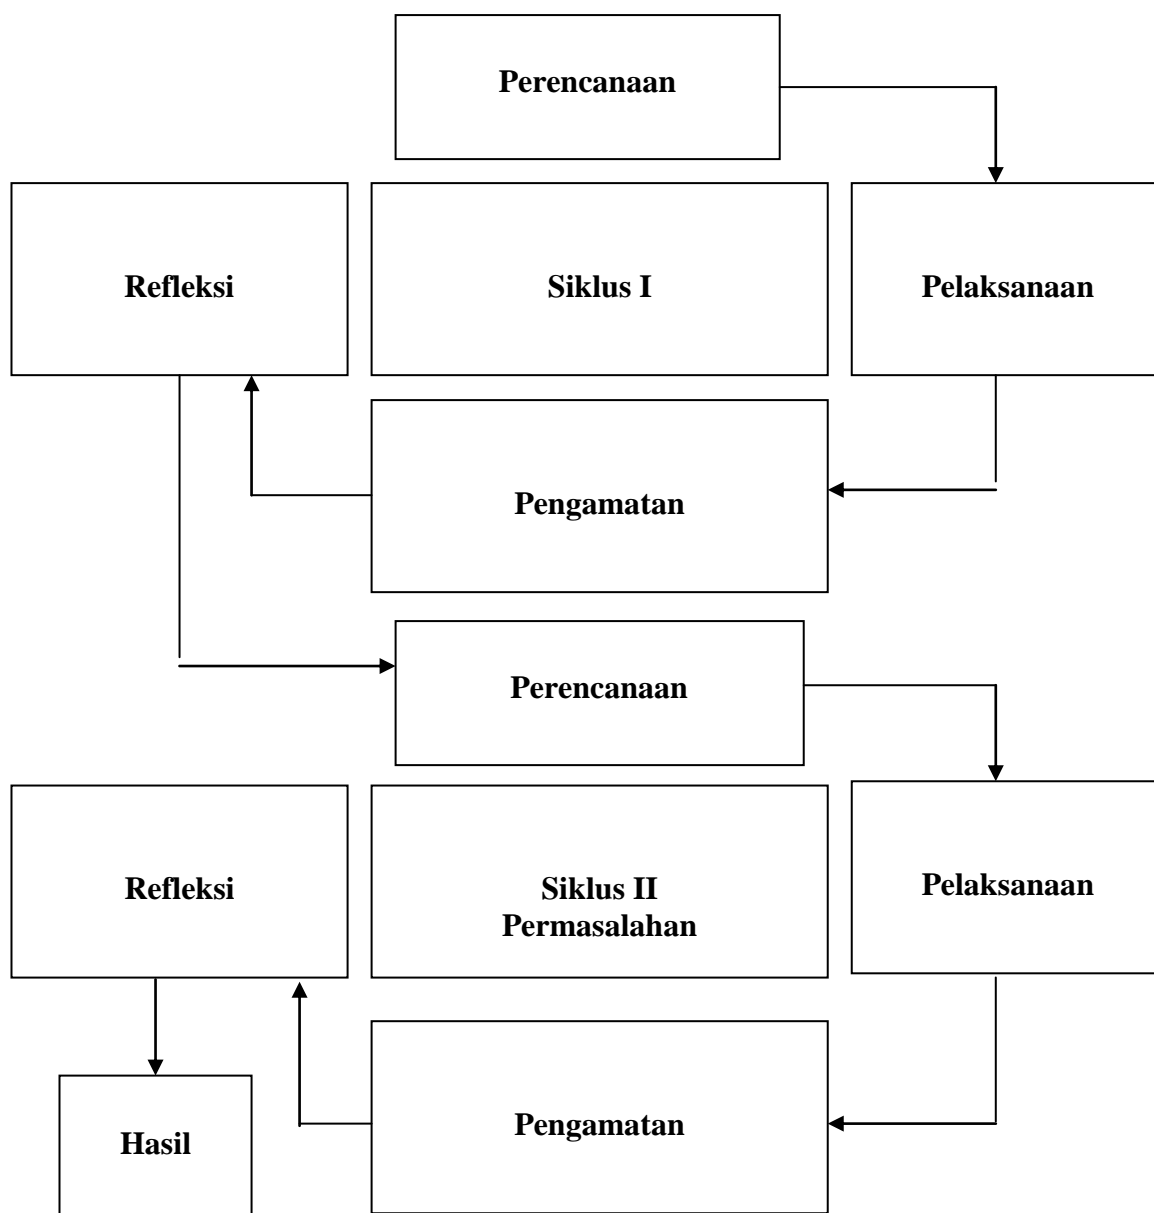 Perencanaan
Refleksi
Siklus I
Pelaksanaan
Pengamatan
Perencanaan
Refleksi
Siklus II
Permasalahan
Pelaksanaan
Pengamatan
Hasil